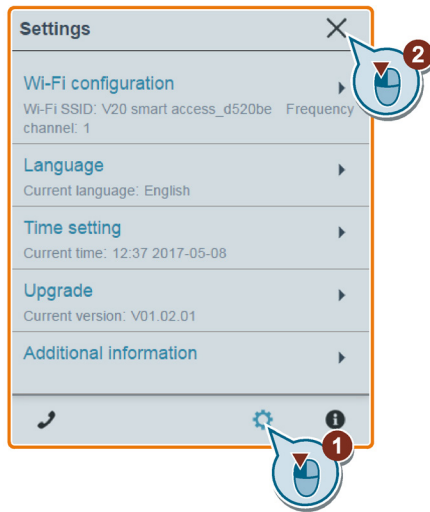 Settings
2
Wi-Fi configuration
Wi-Fi SSID: V20 smart access_d520be Frequency
channel: 1
Language
Current language: English
Time setting
Current time: 12:37 2017-05-08
Upgrade
Current version: V01.02.01
Additional information
1